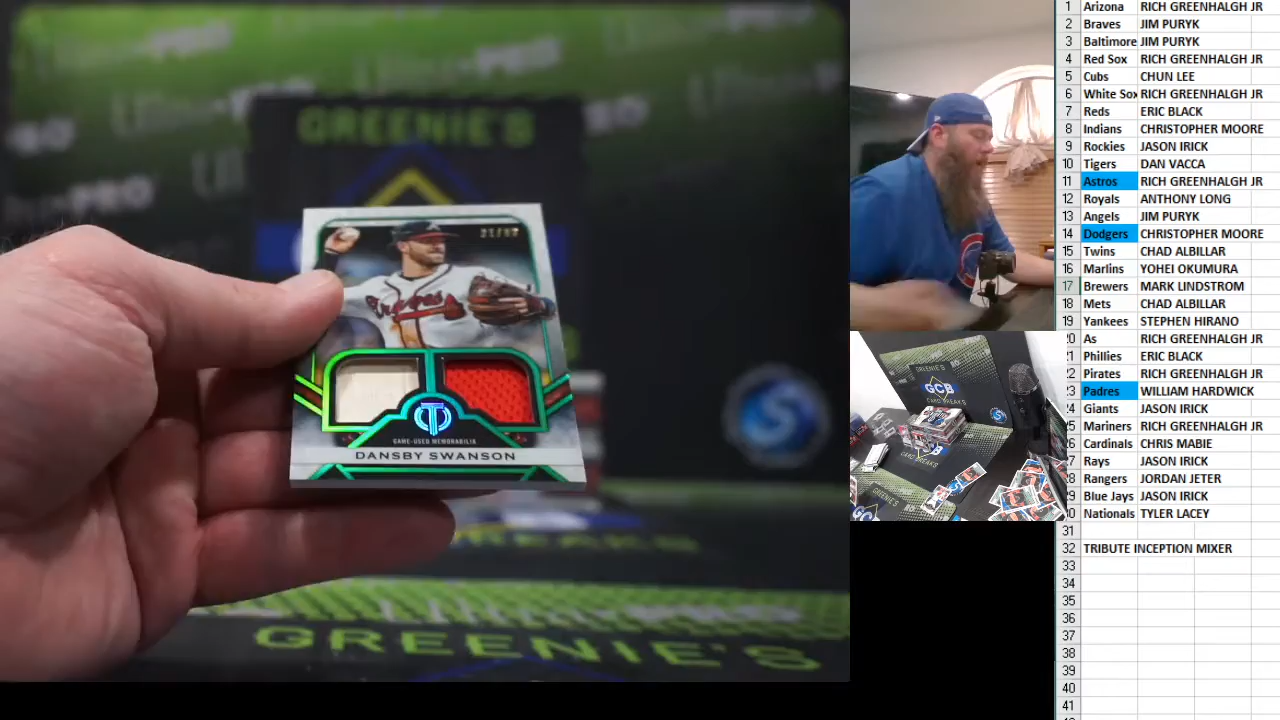 GREENIE'S
Braves
GAME-USED MEMORABILIA
DANSBY SWANSON
GREENIE'S
GREENIE'S
GCB
CARD BREAKS
GCB
1 Arizona RICH GREENHALGH JR
2 Braves JIM PURYK
3 Baltimore JIM PURYK
4 Red Sox RICH GREENHALGH JR
5 Cubs CHUN LEE
6 White Sox RICH GREENHALGH JR
7 Reds ERIC BLACK
8 Indians CHRISTOPHER MOORE
9 Rockies JASON IRICK
10 Tigers DAN VACCA
11 Astros RICH GREENHALGH JR
12 Royals ANTHONY LONG
13 Angels JIM PURYK
14 Dodgers CHRISTOPHER MOORE
15 Twins CHAD ALBILLAR
16 Marlins YOHEI OKUMURA
17 Brewers MARK LINDSTROM
18 Mets CHAD ALBILLAR
19 Yankees STEPHEN HIRANO
20 As RICH GREENHALGH JR
21 Phillies ERIC BLACK
22 Pirates RICH GREENHALGH JR
23 Padres WILLIAM HARDWICK
24 Giants JASON IRICK
25 Mariners RICH GREENHALGH JR
26 Cardinals CHRIS MABIE
27 Rays JASON IRICK
28 Rangers JORDAN JETER
29 Blue Jays JASON IRICK
30 Nationals TYLER LACEY
31
32 TRIBUTE INCEPTION MIXER
33
34
35
36
37
38
39
40
41